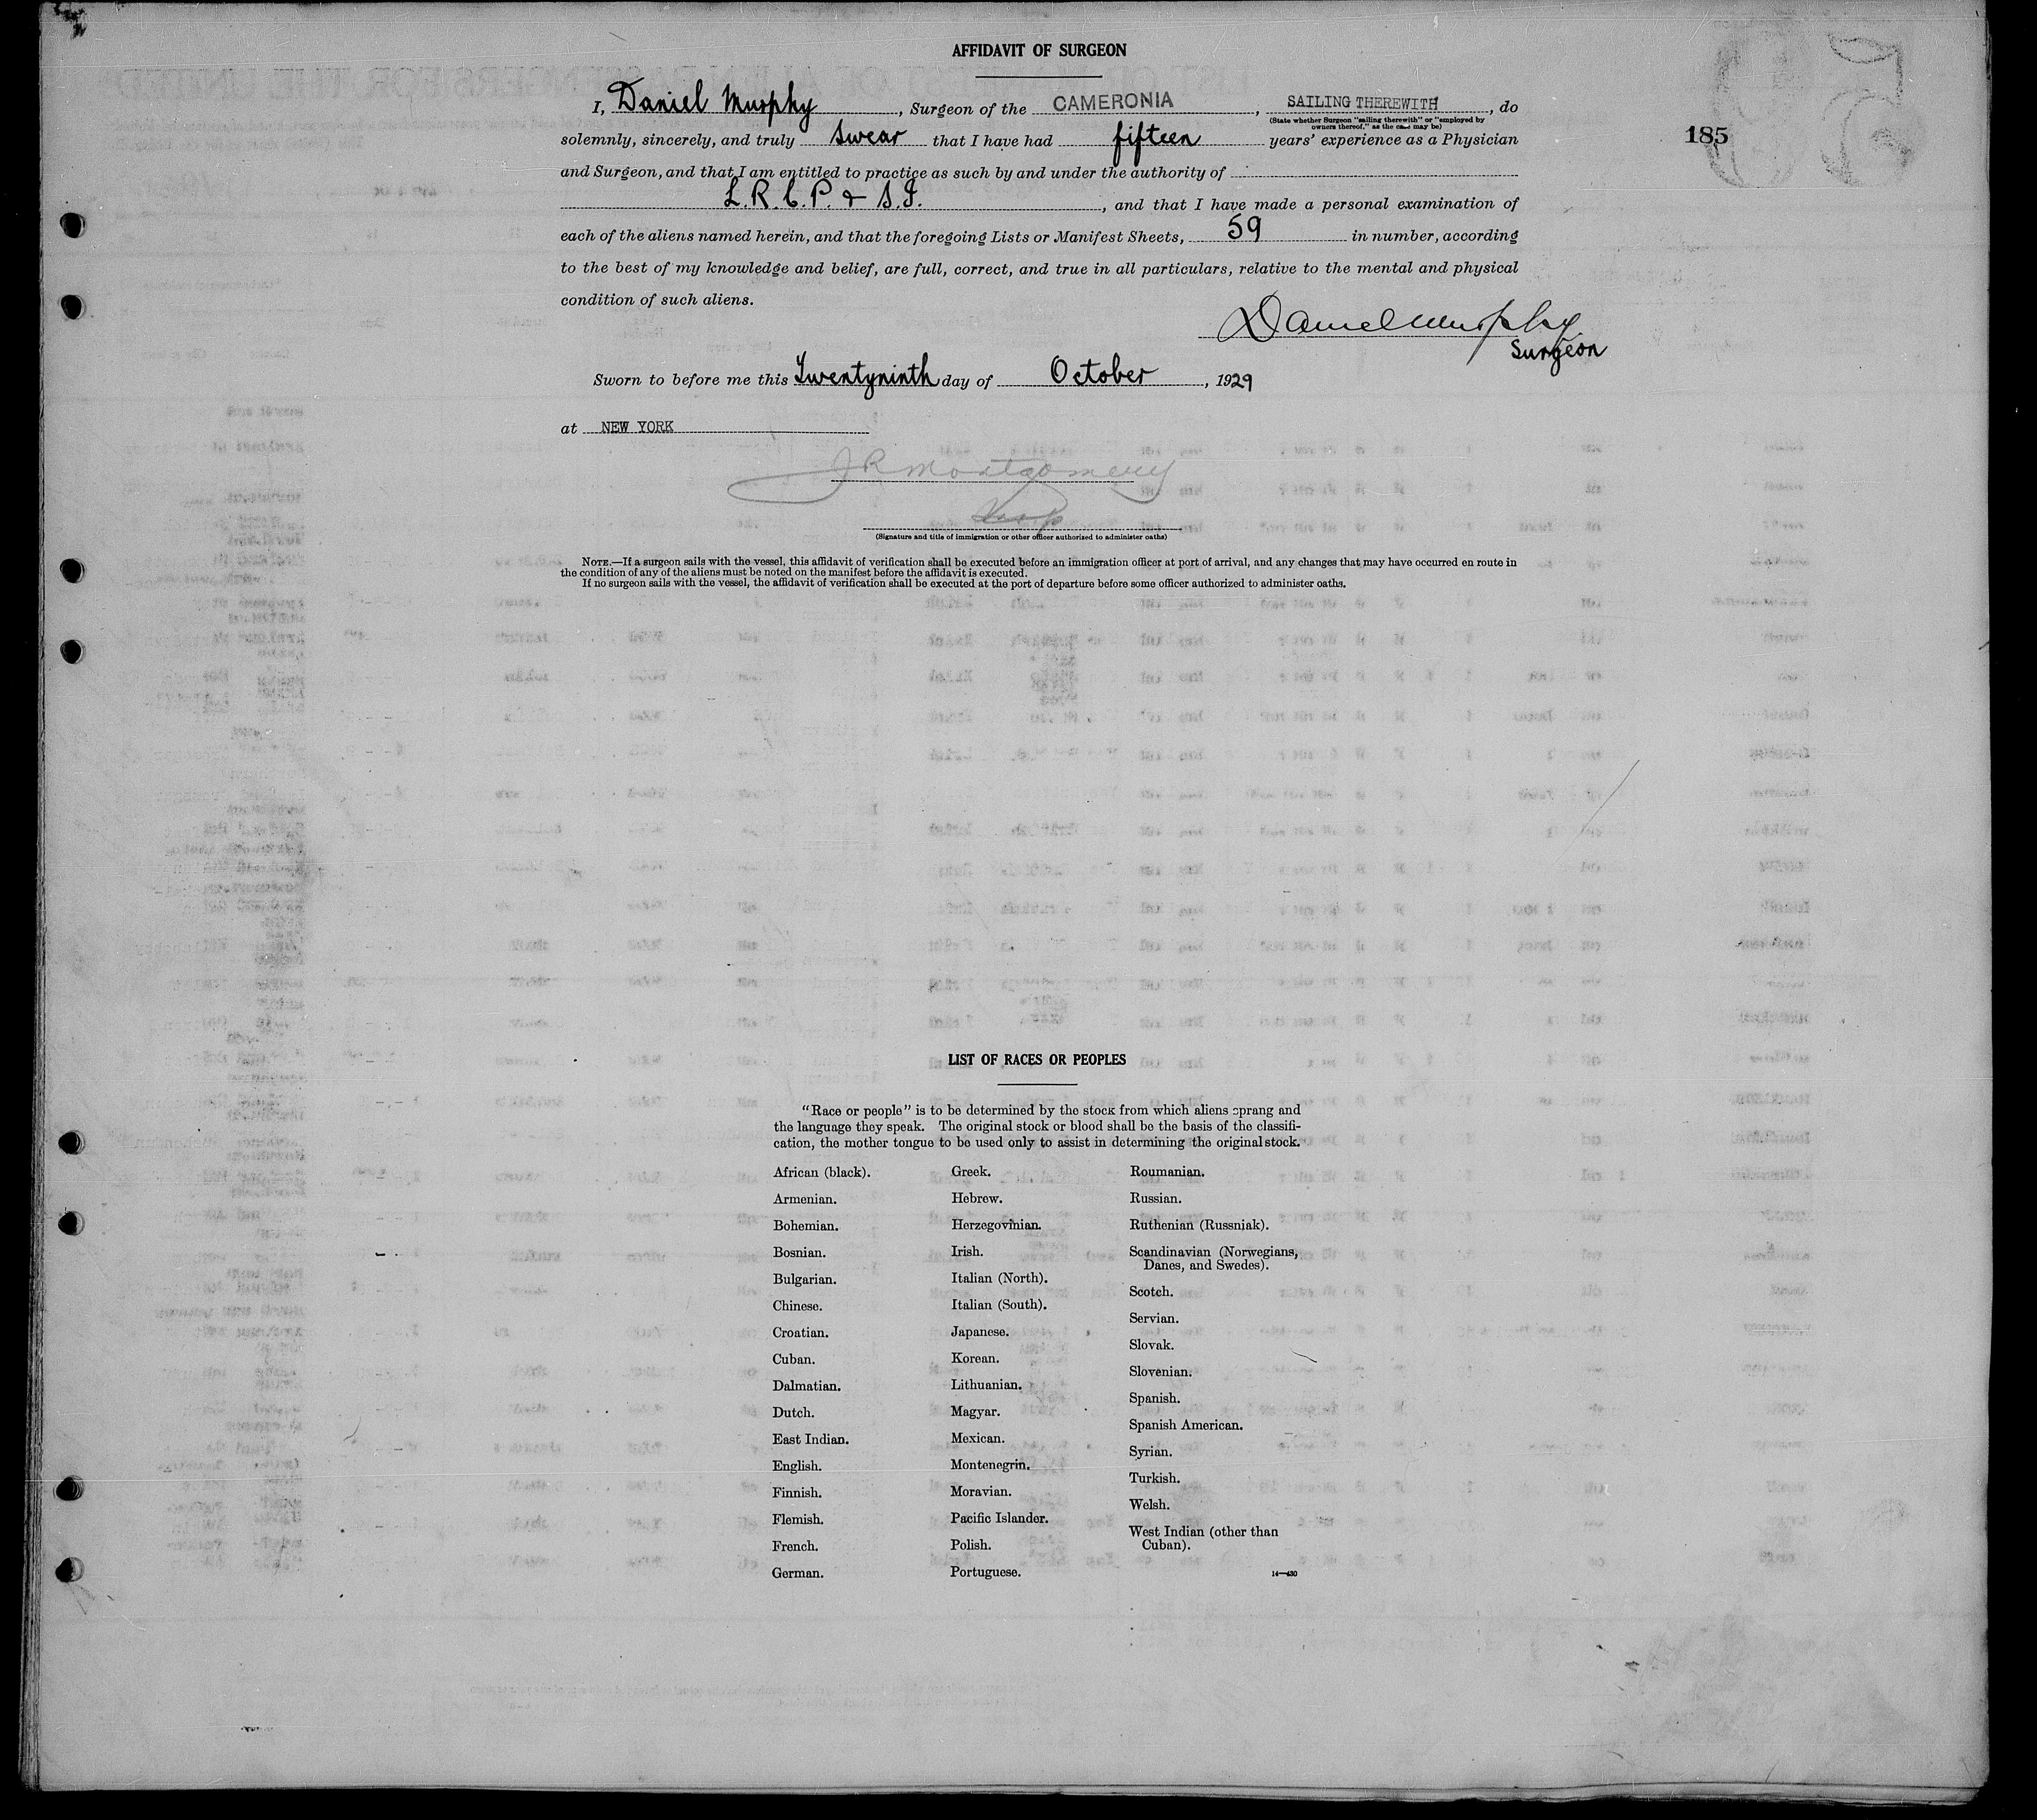 AFFIDAVIT OF SURGEON
I, Daniel Murphy, Surgeon of the CAMERONIA, SAILING THEREWITH, do
(State whether Surgeon "sailing therewith" or "employed by
owners thereof," as the case may be)
solemnly, sincerely, and truly swear that I have had fifteen years' experience as a Physician
185
and Surgeon, and that I am entitled to practice as such by and under the authority of
L.R.C.P. & S.I., and that I have made a personal examination of
each of the aliens named herein, and that the foregoing Lists or Manifest Sheets, 59 in number, according
to the best of my knowledge and belief, are full, correct, and true in all particulars, relative to the mental and physical
condition of such aliens.
Daniel Murphy
Surgeon
Sworn to before me this Twentyninth day of October, 1929
at NEW YORK
J R Montgomery
Insp
(Signature and title of immigration or other officer authorized to administer oaths)
NOTE.—If a surgeon sails with the vessel, this affidavit of verification shall be executed before an immigration officer at port of arrival, and any changes that may have occurred en route in
the condition of any of the aliens must be noted on the manifest before the affidavit is executed.
If no surgeon sails with the vessel, the affidavit of verification shall be executed at the port of departure before some officer authorized to administer oaths.
LIST OF RACES OR PEOPLES
"Race or people" is to be determined by the stock from which aliens sprang and
the language they speak. The original stock or blood shall be the basis of the classifi-
cation, the mother tongue to be used only to assist in determining the original stock.
African (black).
Armenian.
Bohemian.
Bosnian.
Bulgarian.
Chinese.
Croatian.
Cuban.
Dalmatian.
Dutch.
East Indian.
English.
Finnish.
Flemish.
French.
German.
Greek.
Hebrew.
Herzegovinian.
Irish.
Italian (North).
Italian (South).
Japanese.
Korean.
Lithuanian.
Magyar.
Mexican.
Montenegrin.
Moravian.
Pacific Islander.
Polish.
Portuguese.
Roumanian.
Russian.
Ruthenian (Russniak).
Scandinavian (Norwegians,
Danes, and Swedes).
Scotch.
Servian.
Slovak.
Slovenian.
Spanish.
Spanish American.
Syrian.
Turkish.
Welsh.
West Indian (other than
Cuban).
14—430